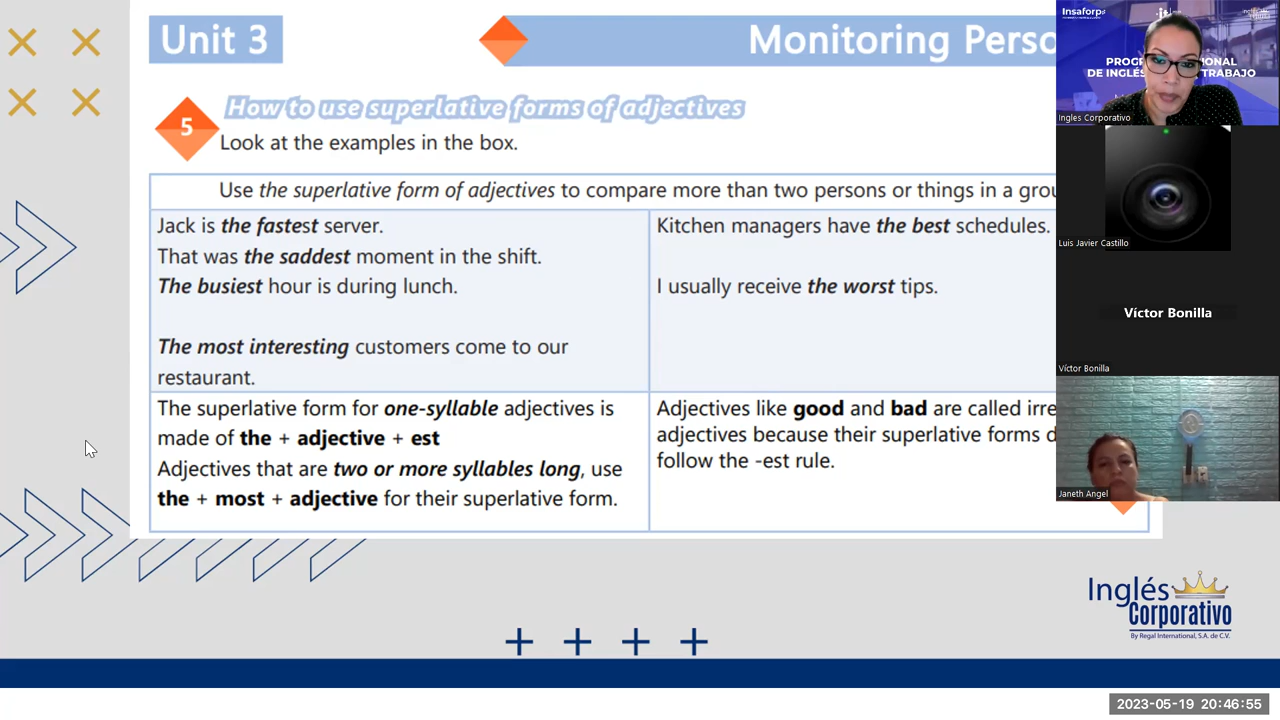 Unit 3
Monitoring Perso
5
How to use superlative forms of adjectives
Look at the examples in the box.
Use the superlative form of adjectives to compare more than two persons or things in a grou
Jack is the fastest server.
That was the saddest moment in the shift.
The busiest hour is during lunch.
The most interesting customers come to our
restaurant.
Kitchen managers have the best schedules.
I usually receive the worst tips.
The superlative form for one-syllable adjectives is
made of the + adjective + est
Adjectives that are two or more syllables long, use
the + most + adjective for their superlative form.
Adjectives like good and bad are called irre
adjectives because their superlative forms d
follow the -est rule.
Insaforp
PROG IONAL
DE INGLÉS TRABAJO
Ingles Corporativo
Luis Javier Castillo
Víctor Bonilla
Víctor Bonilla
Janeth Angel
Inglés
Corporativo
By Regal International, S.A. de C.V.
2023-05-19 20:46:55